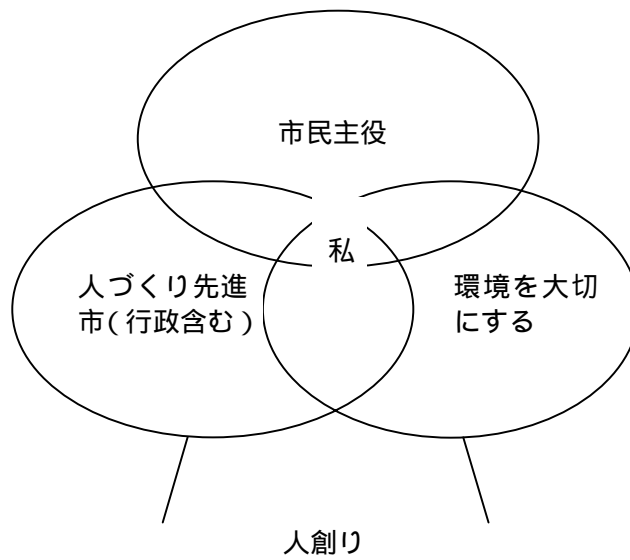 市民主役
私
人づくり先進
市(行政含む)
環境を大切
にする
人創り